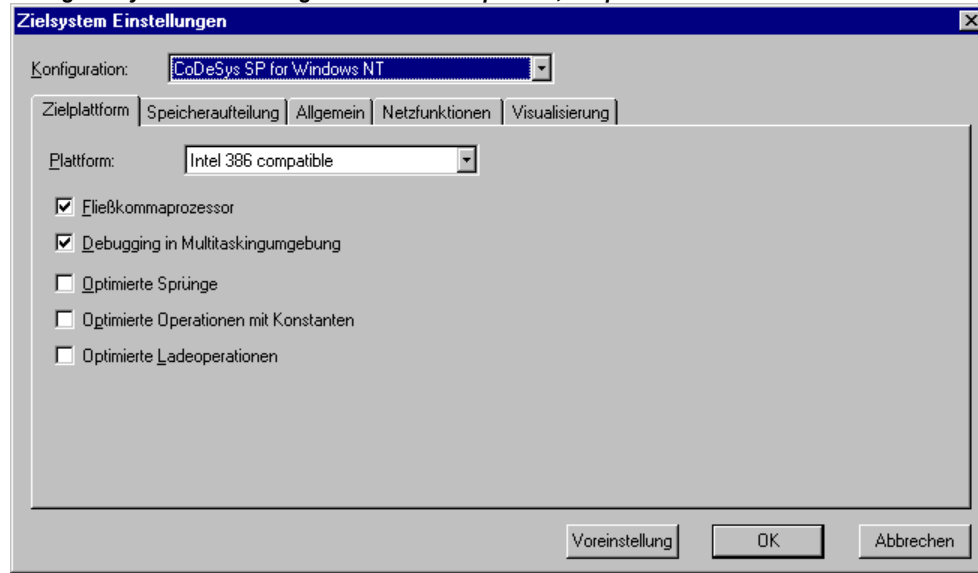 Zielsystem Einstellungen
Konfiguration: CoDeSys SP for Windows NT
Zielplattform Speicheraufteilung Allgemein Netzfunktionen Visualisierung
Plattform: Intel 386 compatible
Fließkommaprozessor
Debugging in Multitaskingumgebung
Optimierte Sprünge
Optimierte Operationen mit Konstanten
Optimierte Ladeoperationen
Voreinstellung OK Abbrechen